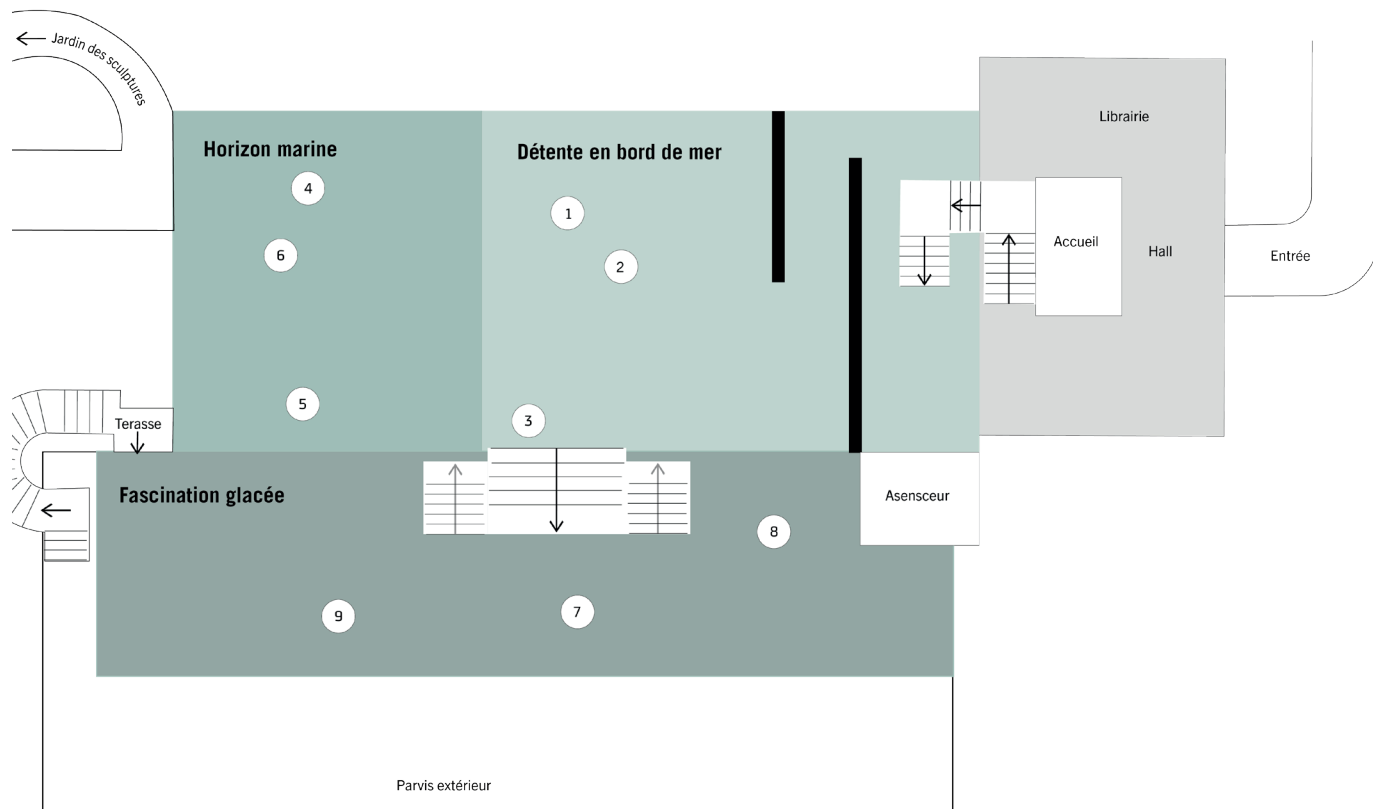 Jardin des sculptures
Librairie
Horizon marine
Détente en bord de mer
4
1
Accueil
Hall
Entrée
6
2
5
3
Terasse
Fascination glacée
Asensceur
8
9
7
Parvis extérieur